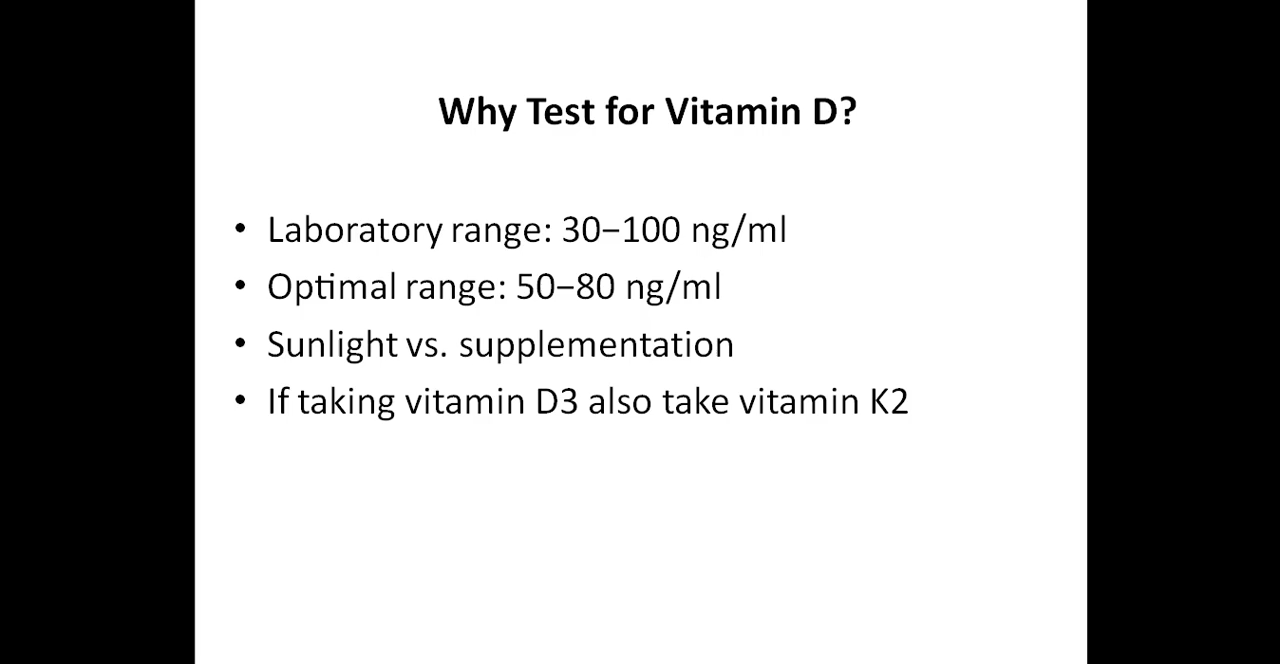 Why Test for Vitamin D?
• Laboratory range: 30−100 ng/ml
• Optimal range: 50−80 ng/ml
• Sunlight vs. supplementation
• If taking vitamin D3 also take vitamin K2